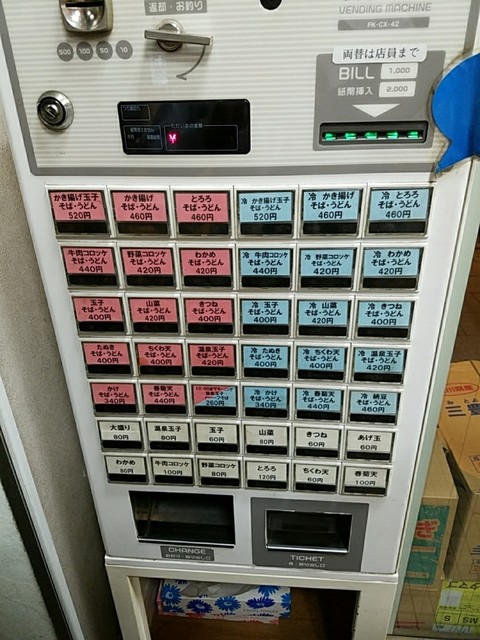 返却・お釣り
VENDING MACHINE
FK-CX-42
500 100 50 10
両替は店員まで
BILL 1,000
紙幣挿入 2,000
かき揚げ玉子
そば・うどん
520円
かき揚げ
そば・うどん
460円
とろろ
そば・うどん
460円
冷 かき揚げ玉子
そば・うどん
520円
冷 かき揚げ
そば・うどん
460円
冷 とろろ
そば・うどん
460円
牛肉コロッケ
そば・うどん
440円
野菜コロッケ
そば・うどん
420円
わかめ
そば・うどん
420円
冷 牛肉コロッケ
そば・うどん
440円
冷 野菜コロッケ
そば・うどん
420円
冷 わかめ
そば・うどん
420円
玉子
そば・うどん
400円
山菜
そば・うどん
420円
きつね
そば・うどん
400円
冷 玉子
そば・うどん
400円
冷 山菜
そば・うどん
420円
冷 きつね
そば・うどん
400円
たぬき
そば・うどん
400円
ちくわ天
そば・うどん
400円
温泉玉子
そば・うどん
420円
冷 たぬき
そば・うどん
400円
冷 ちくわ天
そば・うどん
400円
冷 温泉玉子
そば・うどん
420円
かけ
そば・うどん
340円
春菊天
そば・うどん
440円
260円
冷 かけ
そば・うどん
340円
冷 春菊天
そば・うどん
440円
冷 納豆
そば・うどん
460円
大盛り
80円
温泉玉子
80円
玉子
60円
山菜
80円
きつね
60円
あげ玉
60円
わかめ
80円
牛肉コロッケ
100円
野菜コロッケ
80円
とろろ
120円
ちくわ天
60円
春菊天
100円
CHANGE
TICKET